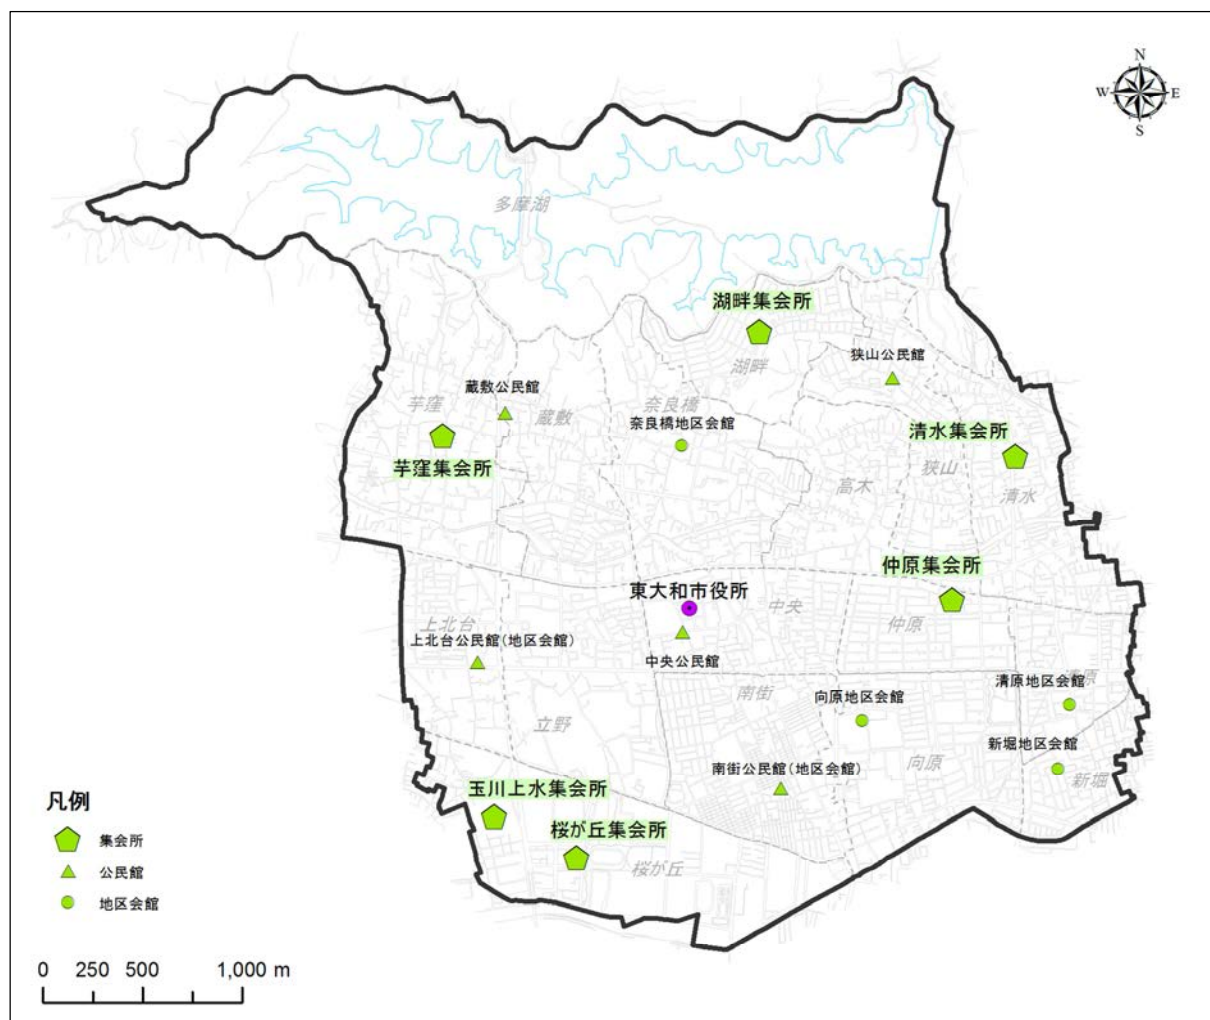 N
W E
S
多摩湖
湖畔集会所
湖畔
狭山公民館
蔵敷公民館
芋窪
蔵敷
奈良橋
奈良橋地区会館
清水集会所
芋窪集会所
狭山
高木
清水
仲原集会所
東大和市役所
中央
上北台
仲原
上北台公民館(地区会館)
中央公民館
清原地区会館
南街
向原地区会館
立野
新堀地区会館
向原
南街公民館(地区会館)
新堀
玉川上水集会所
桜が丘集会所
桜が丘
凡例
集会所
公民館
地区会館
0 250 500 1,000 m